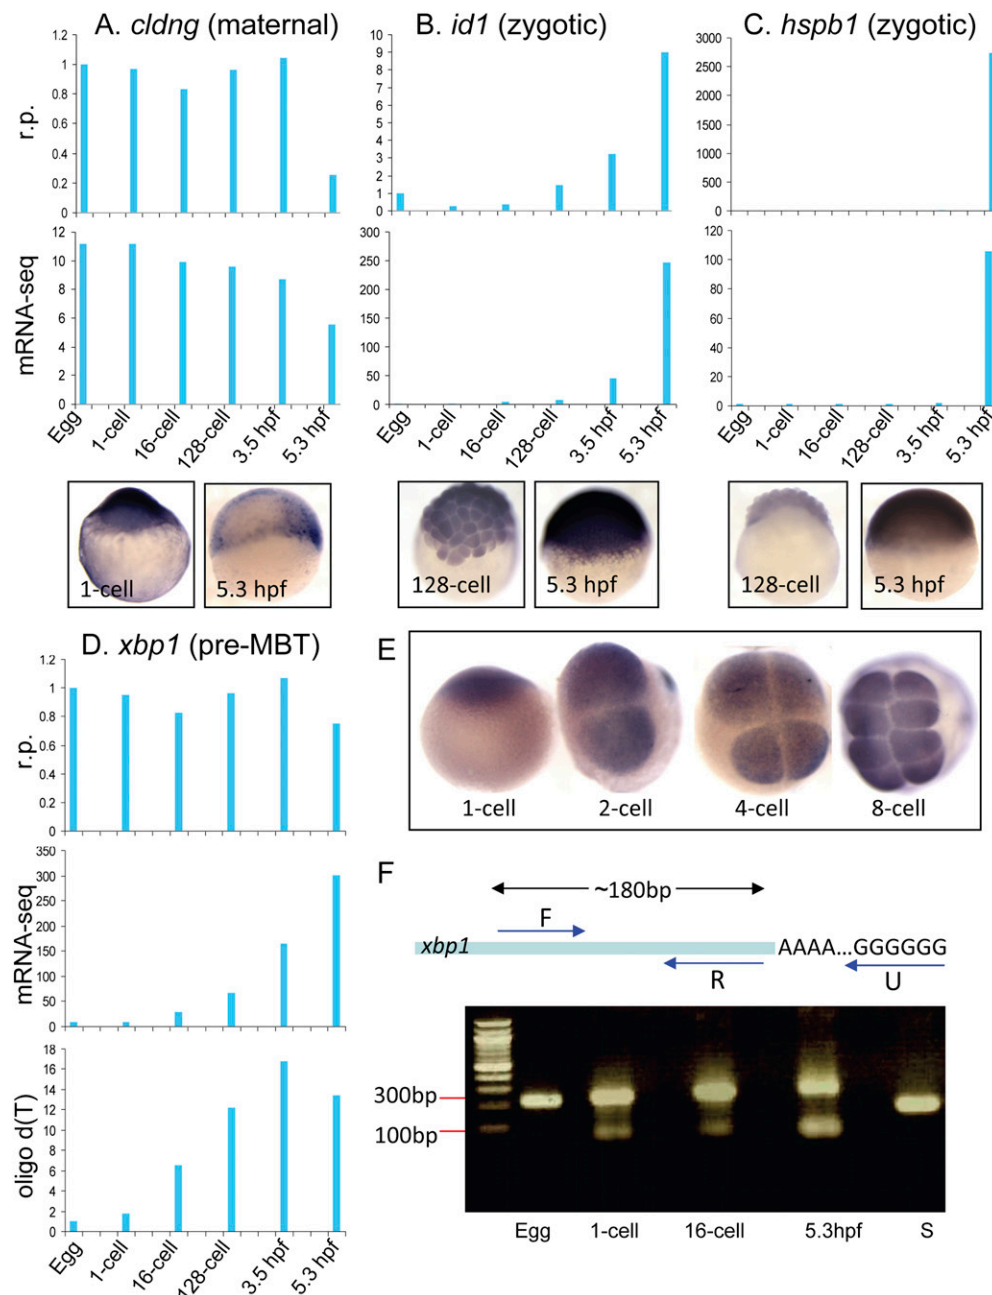 A. cldng (maternal)
B. id1 (zygotic)
C. hspb1 (zygotic)
r.p.
1.2
1
0.8
0.6
0.4
0.2
0
10
9
8
7
6
5
4
3
2
1
0
3000
2500
2000
1500
1000
500
0
mRNA-seq
12
10
8
6
4
2
0
300
250
200
150
100
50
0
120
100
80
60
40
20
0
Egg 1-cell 16-cell 128-cell 3.5 hpf 5.3 hpf
Egg 1-cell 16-cell 128-cell 3.5 hpf 5.3 hpf
Egg 1-cell 16-cell 128-cell 3.5 hpf 5.3 hpf
1-cell 5.3 hpf
128-cell 5.3 hpf
128-cell 5.3 hpf
D. xbp1 (pre-MBT)
r.p.
1.2
1
0.8
0.6
0.4
0.2
0
mRNA-seq
350
300
250
200
150
100
50
0
oligo d(T)
18
16
14
12
10
8
6
4
2
0
Egg 1-cell 16-cell 128-cell 3.5 hpf 5.3 hpf
E
1-cell 2-cell 4-cell 8-cell
F
~180bp
F
xbp1 AAAA...GGGGGG
R U
300bp
100bp
Egg 1-cell 16-cell 5.3hpf S